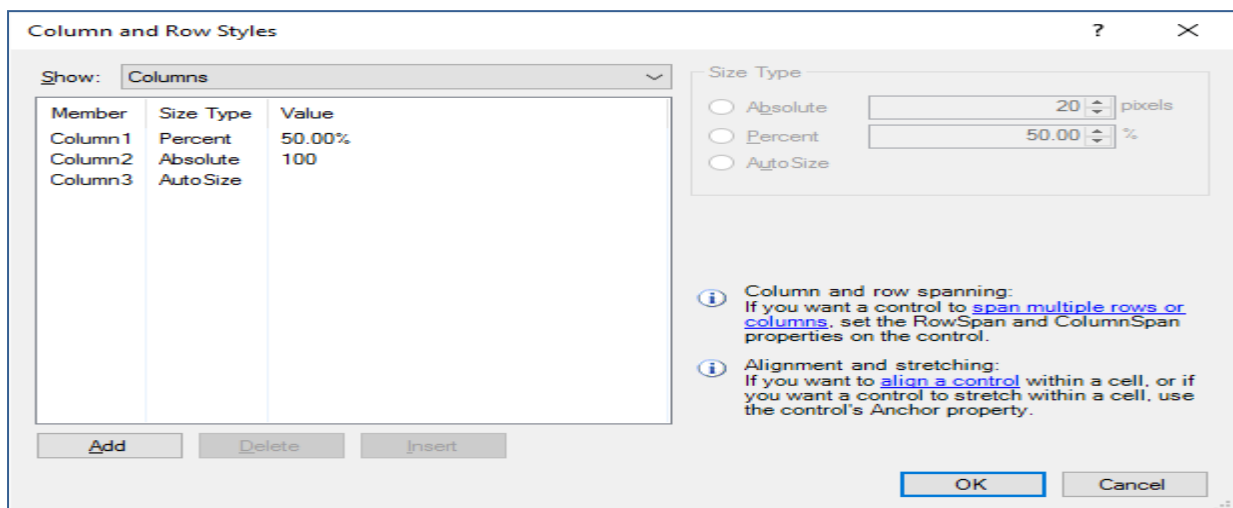 Column and Row Styles ?
Show: Columns
Member Size Type Value
Column1 Percent 50.00%
Column2 Absolute 100
Column3 AutoSize
Add Delete Insert
Size Type
Absolute 20 pixels
Percent 50.00 %
AutoSize
Column and row spanning:
If you want a control to span multiple rows or
columns, set the RowSpan and ColumnSpan
properties on the control.
Alignment and stretching:
If you want to align a control within a cell, or if
you want a control to stretch within a cell, use
the control's Anchor property.
OK Cancel